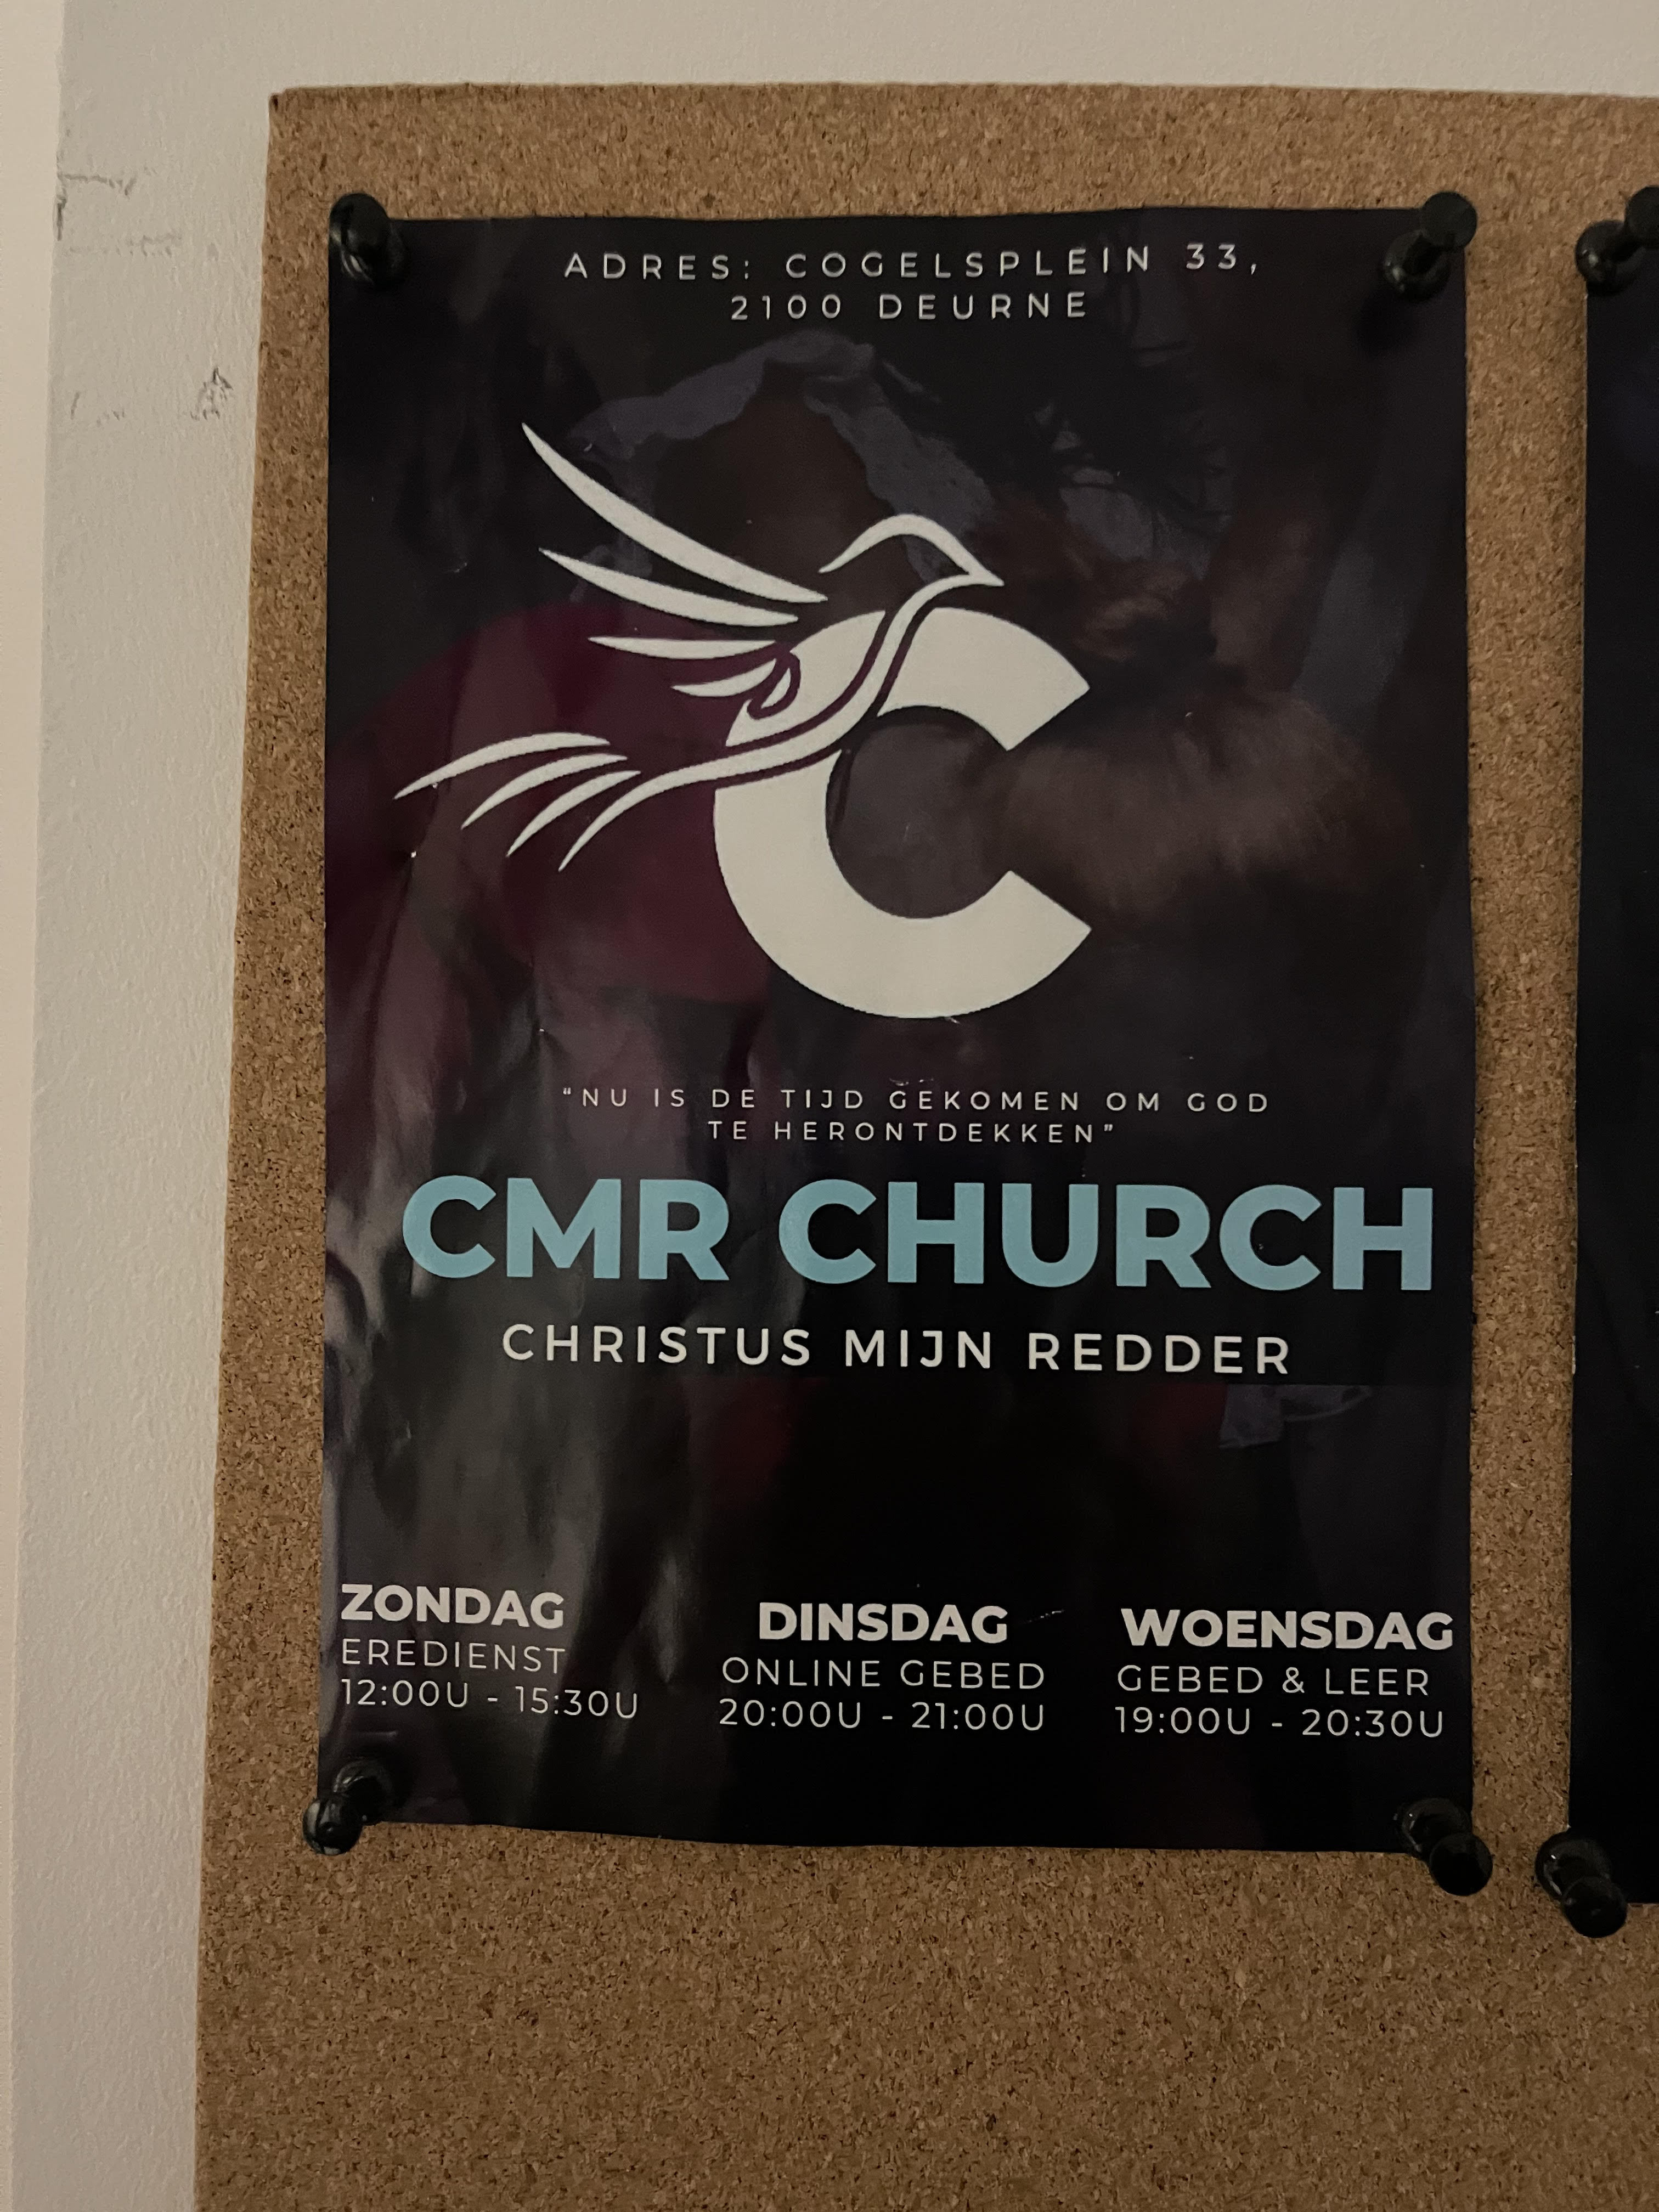 ADRES: COGELSPLEIN 33,
2100 DEURNE
"NU IS DE TIJD GEKOMEN OM GOD
TE HERONTDEKKEN"
CMR CHURCH
CHRISTUS MIJN REDDER
ZONDAG
EREDIENST
12:00U - 15:30U
DINSDAG
ONLINE GEBED
20:00U - 21:00U
WOENSDAG
GEBED & LEER
19:00U - 20:30U